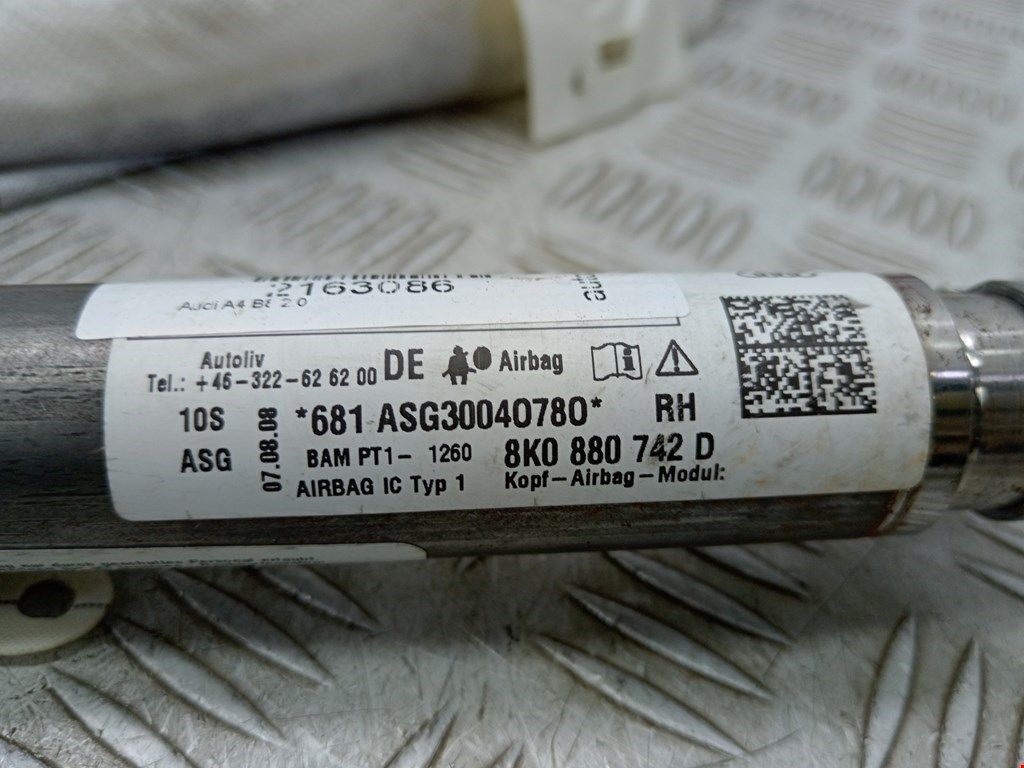 2163086
Audi A4 B8 2.0
Autoliv
Tel.: +46-322-62 62 00
DE
Airbag
10S
ASG
07.08.08
*681 ASG30040780*
RH
BAM PT1- 1260
8K0 880 742 D
AIRBAG IC Typ 1
Kopf-Airbag-Modul: